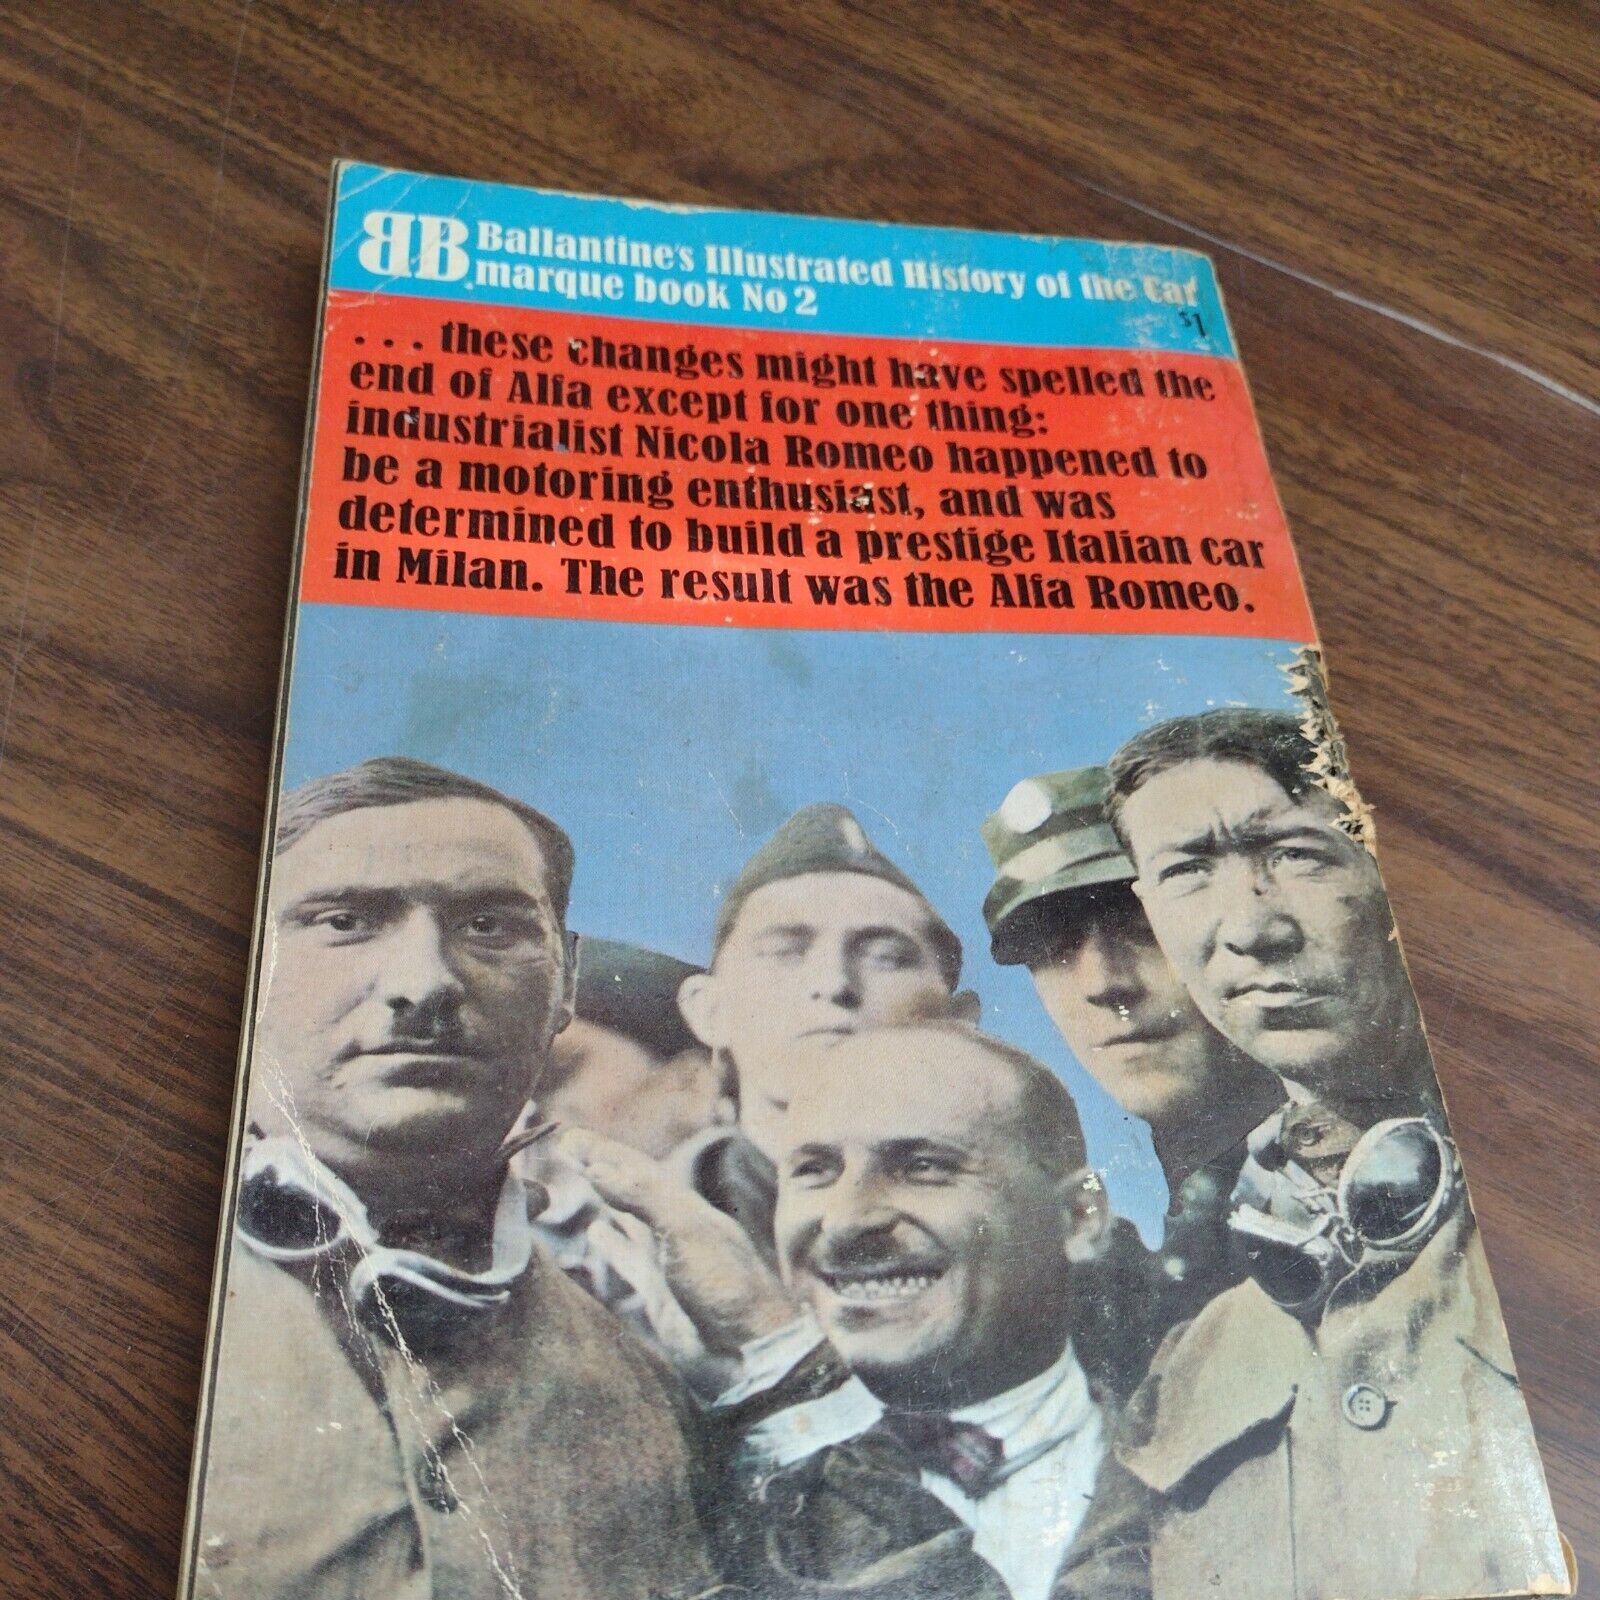 BB Ballantine's Illustrated History of the Car
marque book No 2
$1
. . . these changes might have spelled the
end of Alfa except for one thing:
industrialist Nicola Romeo happened to
be a motoring enthusiast, and was
determined to build a prestige Italian car
in Milan. The result was the Alfa Romeo.